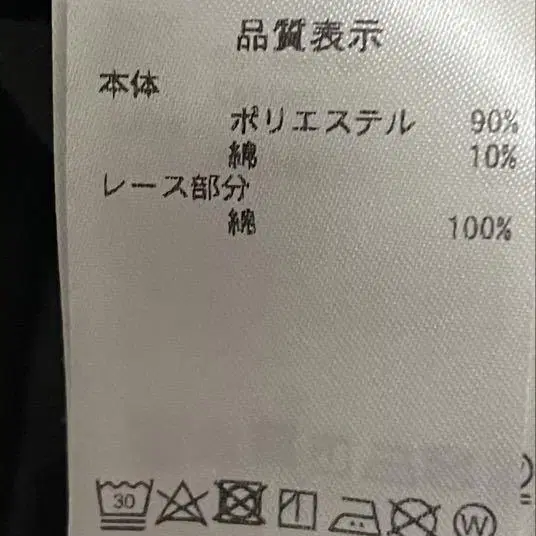 品質表示
本体
ポリエステル 90%
綿 10%
レース部分
綿 100%
30
W